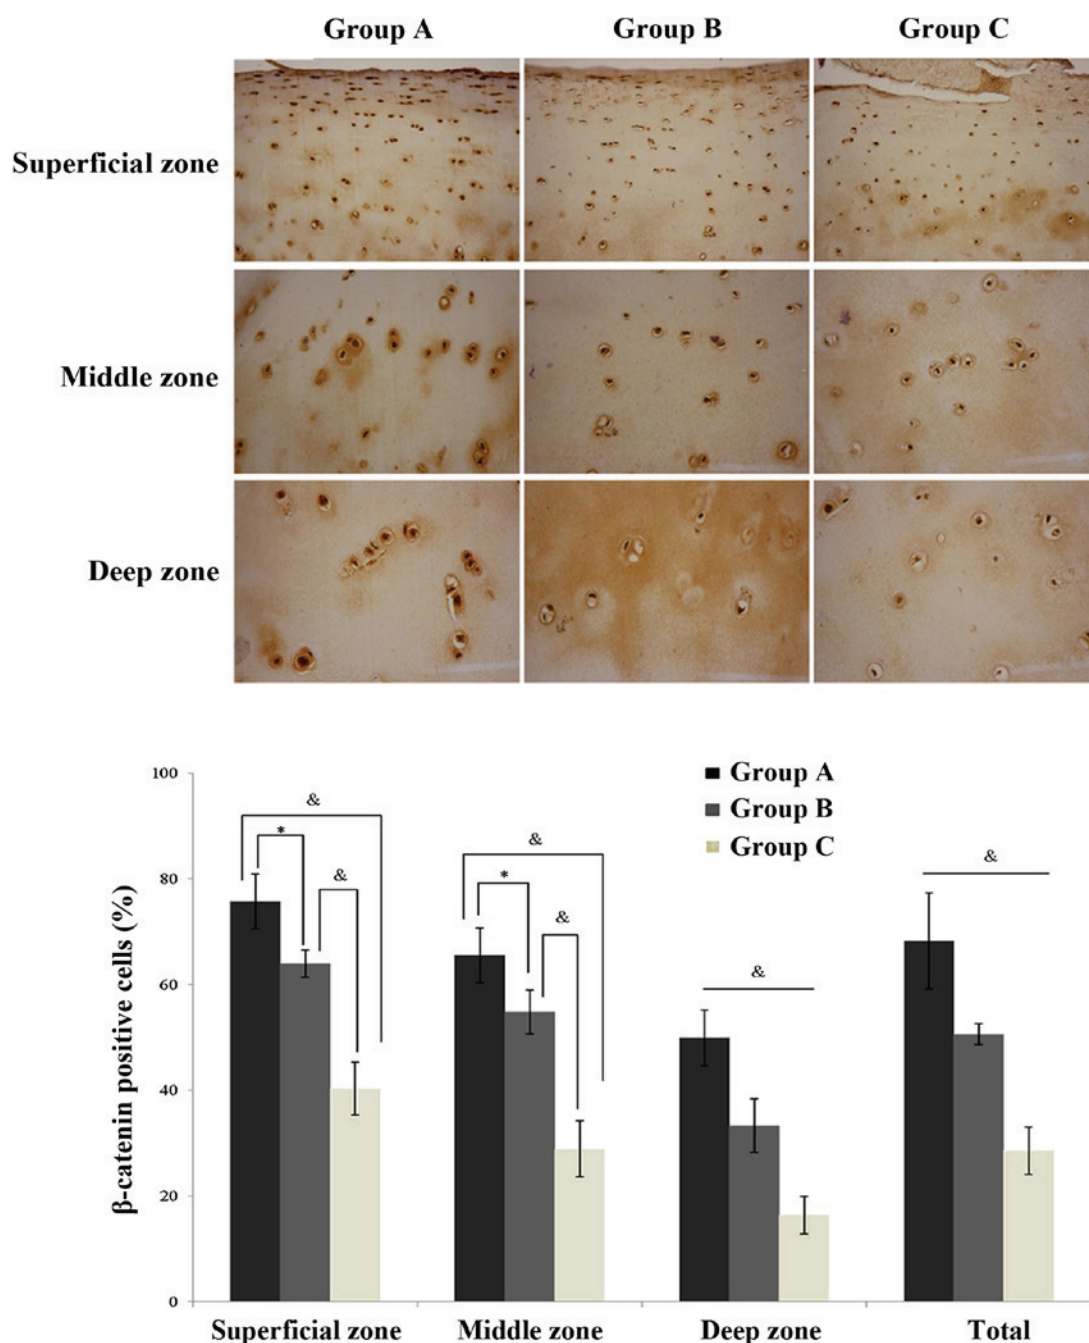 Group A Group B Group C
Superficial zone
Middle zone
Deep zone
β-catenin positive cells (%)
100
80
60
40
20
0
Group A
Group B
Group C
&
*
&
&
*
&
&
&
Superficial zone Middle zone Deep zone Total